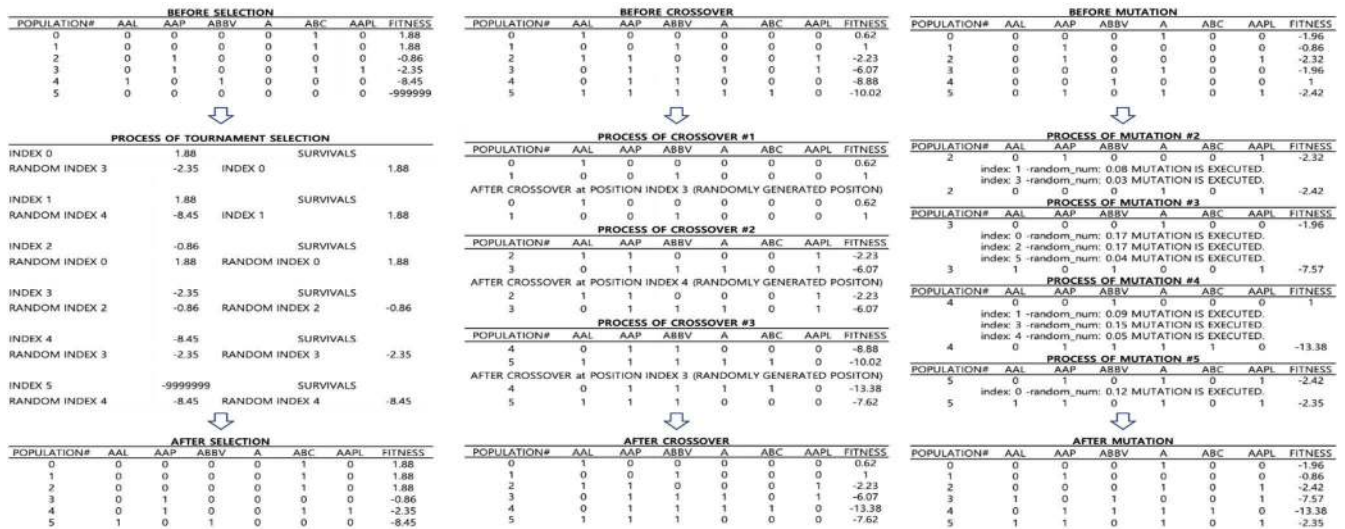 BEFORE SELECTION
POPULATION# AAL AAP ABBV A ABC AAPL FITNESS
0 0 0 0 0 1 0 1.88
1 0 0 0 0 1 0 1.88
2 0 1 0 0 0 0 -0.86
3 0 1 0 0 1 1 -2.35
4 1 0 1 0 0 0 -8.45
5 0 0 0 0 0 0 -999999
PROCESS OF TOURNAMENT SELECTION
INDEX 0 1.88 SURVIVALS
RANDOM INDEX 3 -2.35 INDEX 0 1.88
INDEX 1 1.88 SURVIVALS
RANDOM INDEX 4 -8.45 INDEX 1 1.88
INDEX 2 -0.86 SURVIVALS
RANDOM INDEX 0 1.88 RANDOM INDEX 0 1.88
INDEX 3 -2.35 SURVIVALS
RANDOM INDEX 2 -0.86 RANDOM INDEX 2 -0.86
INDEX 4 -8.45 SURVIVALS
RANDOM INDEX 3 -2.35 RANDOM INDEX 3 -2.35
INDEX 5 -9999999 SURVIVALS
RANDOM INDEX 4 -8.45 RANDOM INDEX 4 -8.45
AFTER SELECTION
POPULATION# AAL AAP ABBV A ABC AAPL FITNESS
0 0 0 0 0 1 0 1.88
1 0 0 0 0 1 0 1.88
2 0 0 0 0 1 0 1.88
3 0 1 0 0 0 0 -0.86
4 0 1 0 0 1 1 -2.35
5 1 0 1 0 0 0 -8.45
BEFORE CROSSOVER
POPULATION# AAL AAP ABBV A ABC AAPL FITNESS
0 1 0 0 0 0 0 0.62
1 0 0 1 0 0 0 1
2 1 1 0 0 0 1 -2.23
3 0 1 1 1 0 1 -6.07
4 0 1 1 0 0 0 -8.88
5 1 1 1 1 1 0 -10.02
PROCESS OF CROSSOVER #1
POPULATION# AAL AAP ABBV A ABC AAPL FITNESS
0 1 0 0 0 0 0 0.62
1 0 0 1 0 0 0 1
AFTER CROSSOVER at POSITION INDEX 3 (RANDOMLY GENERATED POSITON)
0 1 0 0 0 0 0 0.62
1 0 0 1 0 0 0 1
PROCESS OF CROSSOVER #2
POPULATION# AAL AAP ABBV A ABC AAPL FITNESS
2 1 1 0 0 0 1 -2.23
3 0 1 1 1 0 1 -6.07
AFTER CROSSOVER at POSITION INDEX 4 (RANDOMLY GENERATED POSITON)
2 1 1 0 0 0 1 -2.23
3 0 1 1 1 0 1 -6.07
PROCESS OF CROSSOVER #3
POPULATION# AAL AAP ABBV A ABC AAPL FITNESS
4 0 1 1 0 0 0 -8.88
5 1 1 1 1 1 0 -10.02
AFTER CROSSOVER at POSITION INDEX 3 (RANDOMLY GENERATED POSITON)
4 0 1 1 1 1 0 -13.38
5 1 1 1 0 0 0 -7.62
AFTER CROSSOVER
POPULATION# AAL AAP ABBV A ABC AAPL FITNESS
0 1 0 0 0 0 0 0.62
1 0 0 1 0 0 0 1
2 1 1 0 0 0 1 -2.23
3 0 1 1 1 0 1 -6.07
4 0 1 1 1 1 0 -13.38
5 1 1 1 0 0 0 -7.62
BEFORE MUTATION
POPULATION# AAL AAP ABBV A ABC AAPL FITNESS
0 0 0 0 1 0 0 -1.96
1 0 1 0 0 0 0 -0.86
2 0 1 0 0 0 1 -2.32
3 0 0 0 1 0 0 -1.96
4 0 0 1 0 0 0 1
5 0 1 0 1 0 1 -2.42
PROCESS OF MUTATION #2
POPULATION# AAL AAP ABBV A ABC AAPL FITNESS
2 0 1 0 0 0 1 -2.32
index: 1 -random_num: 0.08 MUTATION IS EXECUTED.
index: 3 -random_num: 0.03 MUTATION IS EXECUTED.
2 0 0 0 1 0 1 -2.42
PROCESS OF MUTATION #3
POPULATION# AAL AAP ABBV A ABC AAPL FITNESS
3 0 0 0 1 0 0 -1.96
index: 0 -random_num: 0.17 MUTATION IS EXECUTED.
index: 2 -random_num: 0.17 MUTATION IS EXECUTED.
index: 5 -random_num: 0.04 MUTATION IS EXECUTED.
3 1 0 1 0 0 1 -7.57
PROCESS OF MUTATION #4
POPULATION# AAL AAP ABBV A ABC AAPL FITNESS
4 0 0 1 0 0 0 1
index: 1 -random_num: 0.09 MUTATION IS EXECUTED.
index: 3 -random_num: 0.15 MUTATION IS EXECUTED.
index: 4 -random_num: 0.05 MUTATION IS EXECUTED.
4 0 1 1 1 1 0 -13.38
PROCESS OF MUTATION #5
POPULATION# AAL AAP ABBV A ABC AAPL FITNESS
5 0 1 0 1 0 1 -2.42
index: 0 -random_num: 0.12 MUTATION IS EXECUTED.
5 1 1 0 1 0 1 -2.35
AFTER MUTATION
POPULATION# AAL AAP ABBV A ABC AAPL FITNESS
0 0 0 0 1 0 0 -1.96
1 0 1 0 0 0 0 -0.86
2 0 0 0 1 0 1 -2.42
3 1 0 1 0 0 1 -7.57
4 0 1 1 1 1 0 -13.38
5 1 1 0 1 0 1 -2.35